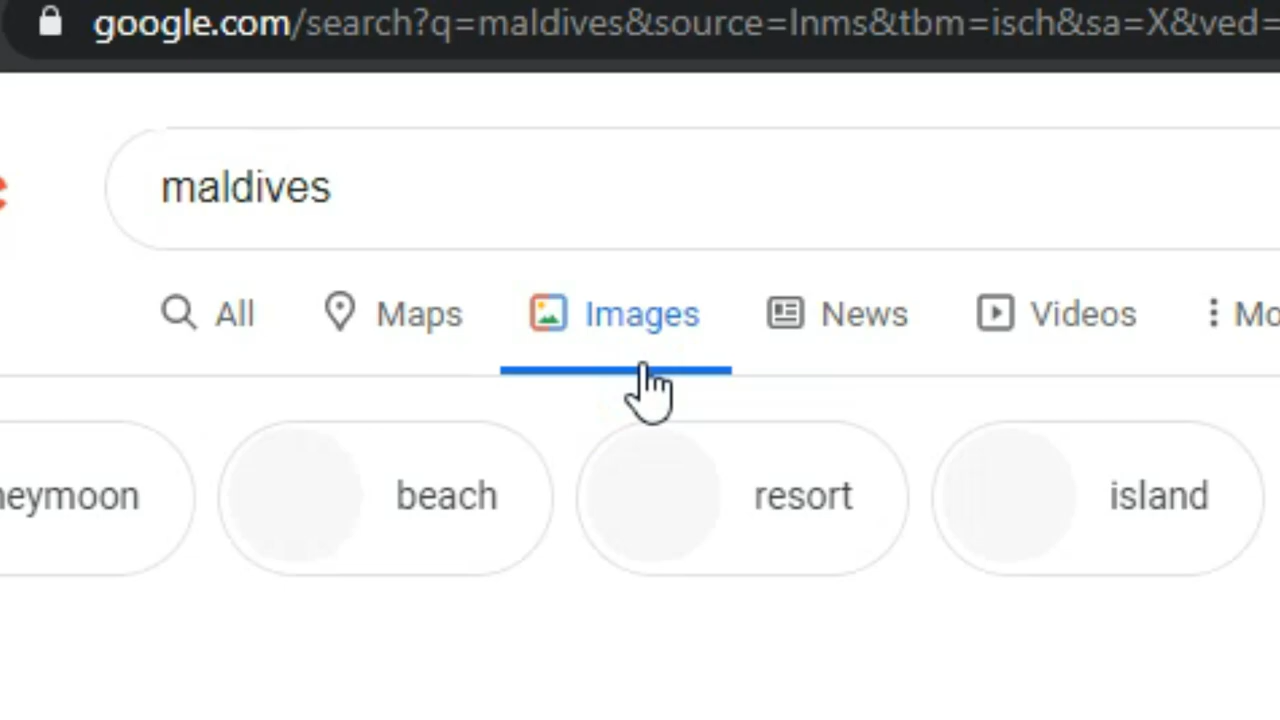 google.com/search?q=maldives&source=lnms&tbm=isch&sa=X&ved=
maldives
All Maps Images News Videos
beach resort island